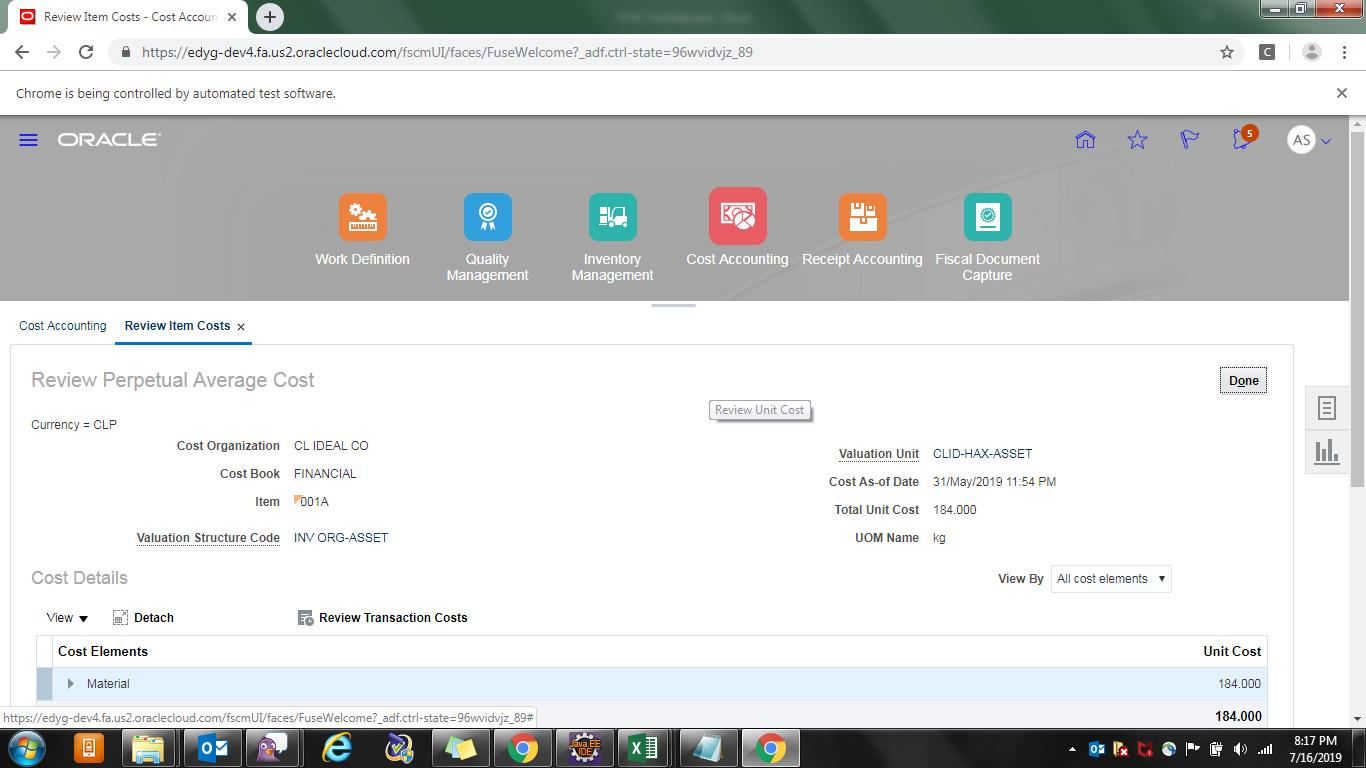 Review Item Costs - Cost Accoun
https://edyg-dev4.fa.us2.oraclecloud.com/fscmUI/faces/FuseWelcome?_adf.ctrl-state=96wvidvjz_89
C
Chrome is being controlled by automated test software.
ORACLE
5
AS
Work Definition
Quality Management
Inventory Management
Cost Accounting
Receipt Accounting
Fiscal Document Capture
Cost Accounting
Review Item Costs
Review Perpetual Average Cost
Done
Review Unit Cost
Currency = CLP
Cost Organization CL IDEAL CO
Cost Book FINANCIAL
Item 001A
Valuation Structure Code INV ORG-ASSET
Valuation Unit CLID-HAX-ASSET
Cost As-of Date 31/May/2019 11:54 PM
Total Unit Cost 184.000
UOM Name kg
Cost Details
View By All cost elements
View Detach Review Transaction Costs
Cost Elements Unit Cost
Material 184.000
184.000
https://edyg-dev4.fa.us2.oraclecloud.com/fscmUI/faces/FuseWelcome?_adf.ctrl-state=96wvidvjz_89#
Java EE
IDE
8:17 PM
7/16/2019